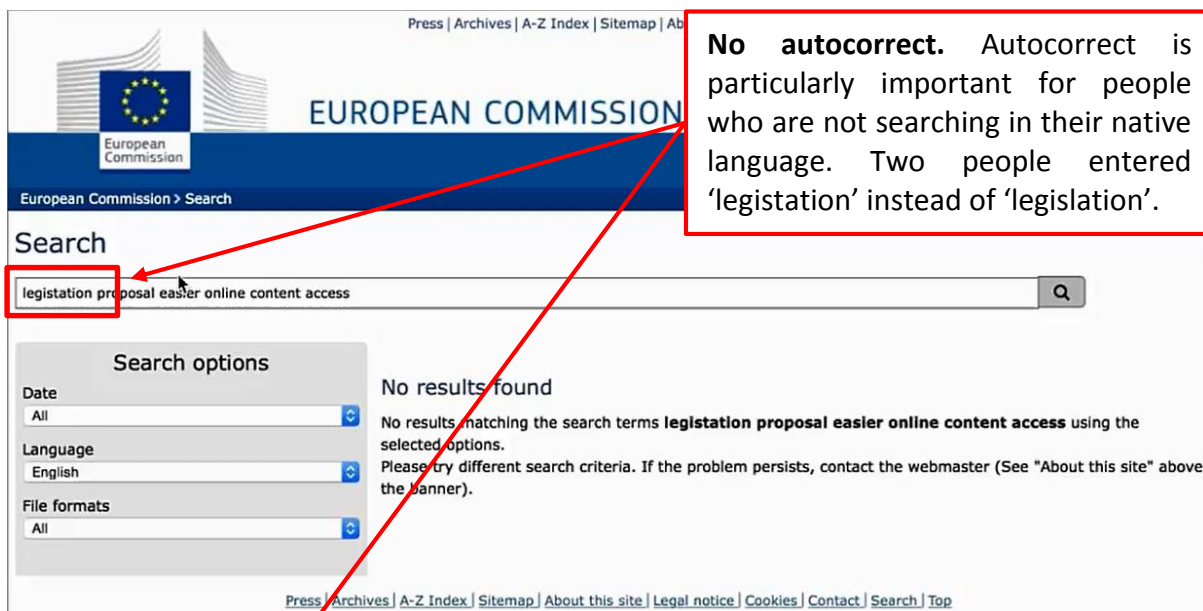 Press | Archives | A-Z Index | Sitemap | Ab
No autocorrect. Autocorrect is
particularly important for people
who are not searching in their native
language. Two people entered
‘legistation’ instead of ‘legislation’.
EUROPEAN COMMISSION
European
Commission
European Commission > Search
Search
legistation proposal easier online content access
Search options
Date
All
Language
English
File formats
All
No results found
No results matching the search terms legistation proposal easier online content access using the
selected options.
Please try different search criteria. If the problem persists, contact the webmaster (See "About this site" above
the banner).
Press | Archives | A-Z Index | Sitemap | About this site | Legal notice | Cookies | Contact | Search | Top